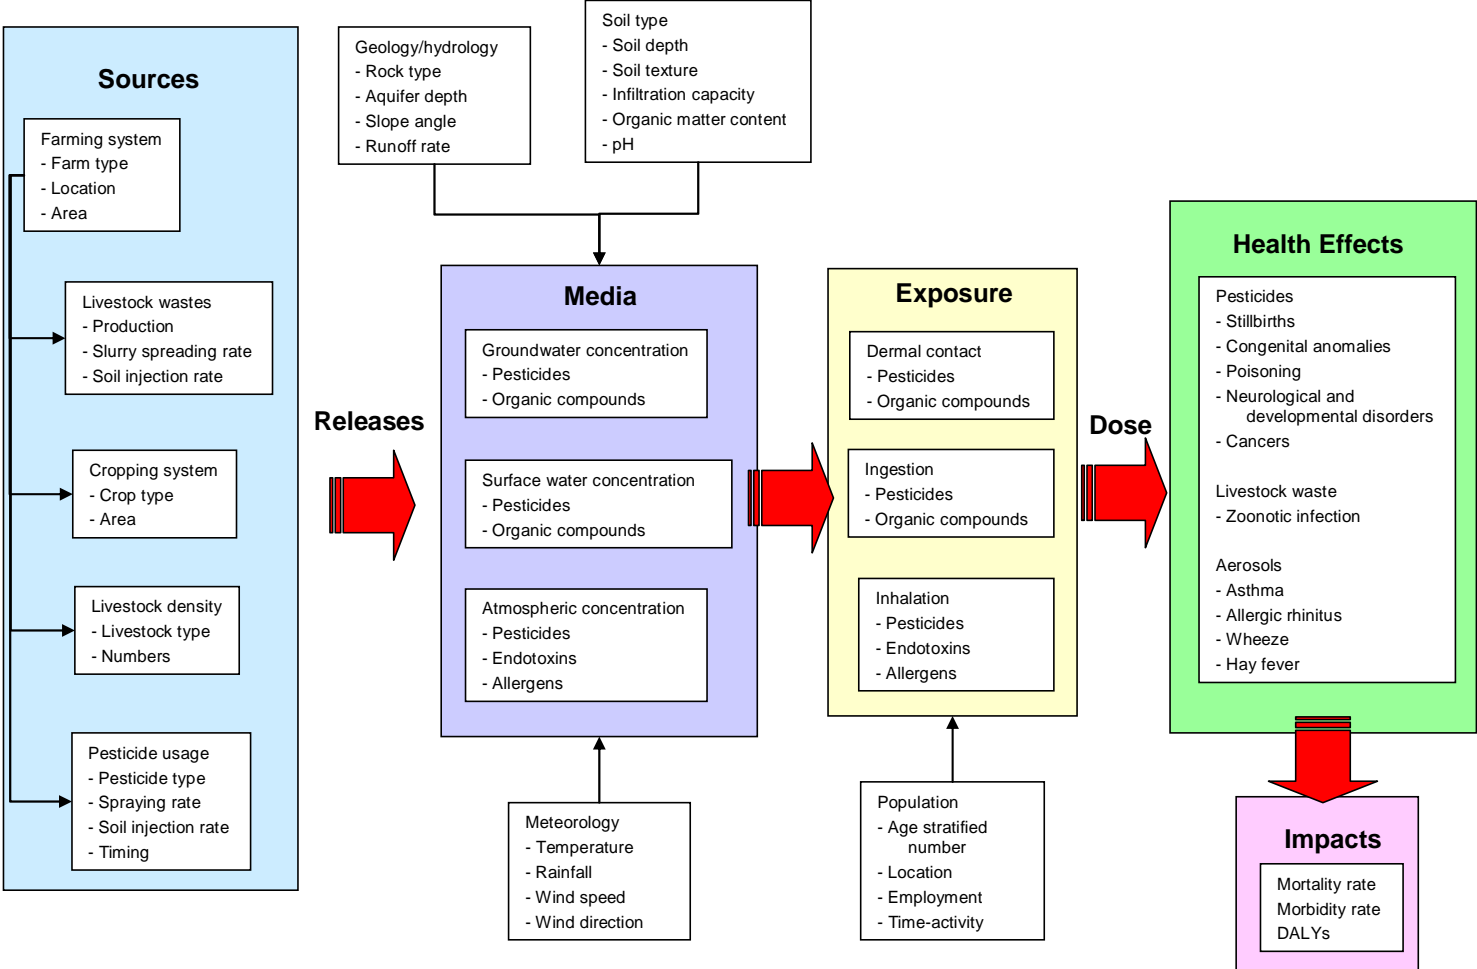 Sources
Farming system
- Farm type
- Location
- Area
Livestock wastes
- Production
- Slurry spreading rate
- Soil injection rate
Cropping system
- Crop type
- Area
Livestock density
- Livestock type
- Numbers
Pesticide usage
- Pesticide type
- Spraying rate
- Soil injection rate
- Timing
Releases
Geology/hydrology
- Rock type
- Aquifer depth
- Slope angle
- Runoff rate
Soil type
- Soil depth
- Soil texture
- Infiltration capacity
- Organic matter content
- pH
Media
Groundwater concentration
- Pesticides
- Organic compounds
Surface water concentration
- Pesticides
- Organic compounds
Atmospheric concentration
- Pesticides
- Endotoxins
- Allergens
Meteorology
- Temperature
- Rainfall
- Wind speed
- Wind direction
Exposure
Dermal contact
- Pesticides
- Organic compounds
Ingestion
- Pesticides
- Organic compounds
Inhalation
- Pesticides
- Endotoxins
- Allergens
Population
- Age stratified
number
- Location
- Employment
- Time-activity
Dose
Health Effects
Pesticides
- Stillbirths
- Congenital anomalies
- Poisoning
- Neurological and
developmental disorders
- Cancers
Livestock waste
- Zoonotic infection
Aerosols
- Asthma
- Allergic rhinitus
- Wheeze
- Hay fever
Impacts
Mortality rate
Morbidity rate
DALYs